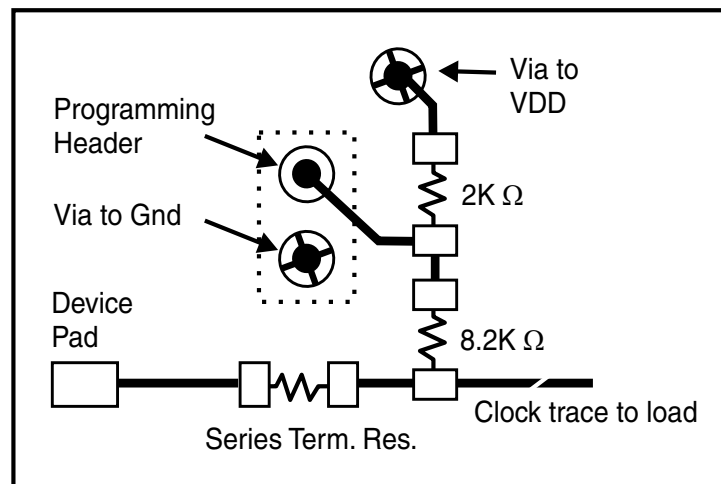 Via to
VDD
Programming
Header
2K Ω
Via to Gnd
Device
Pad
8.2K Ω
Clock trace to load
Series Term. Res.